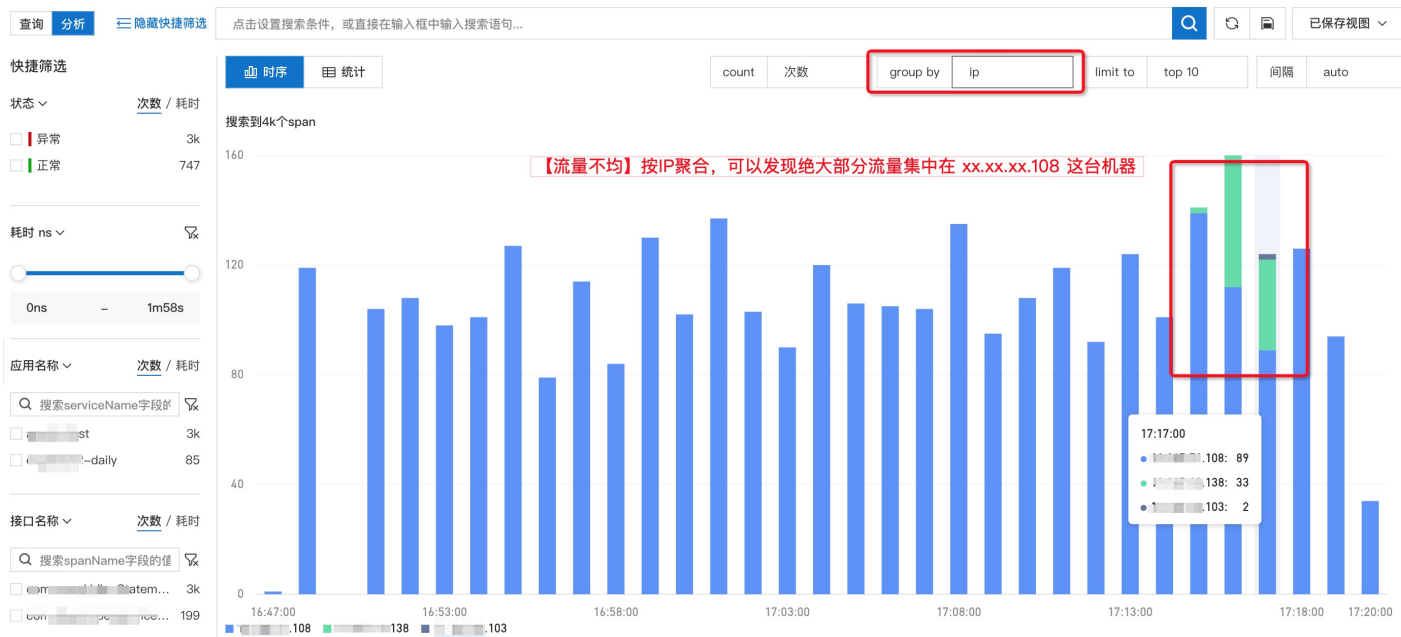 查询 分析 隐藏快捷筛选 点击设置搜索条件，或直接在输入框中输入搜索语句... 已保存视图
快捷筛选
时序 统计 count 次数 group by ip limit to top 10 间隔 auto
状态 次数 / 耗时
搜索到4k个span
异常 3k
正常 747
耗时 ns
0ns – 1m58s
应用名称 次数 / 耗时
搜索serviceName字段的
st 3k
-daily 85
接口名称 次数 / 耗时
搜索spanName字段的值
atem... 3k
199
【流量不均】按IP聚合，可以发现绝大部分流量集中在 xx.xx.xx.108 这台机器
160
120
80
40
0
16:47:00 16:53:00 16:58:00 17:03:00 17:08:00 17:13:00 17:18:00 17:20:00
.108 138 .103
17:17:00
.108: 89
.138: 33
.103: 2